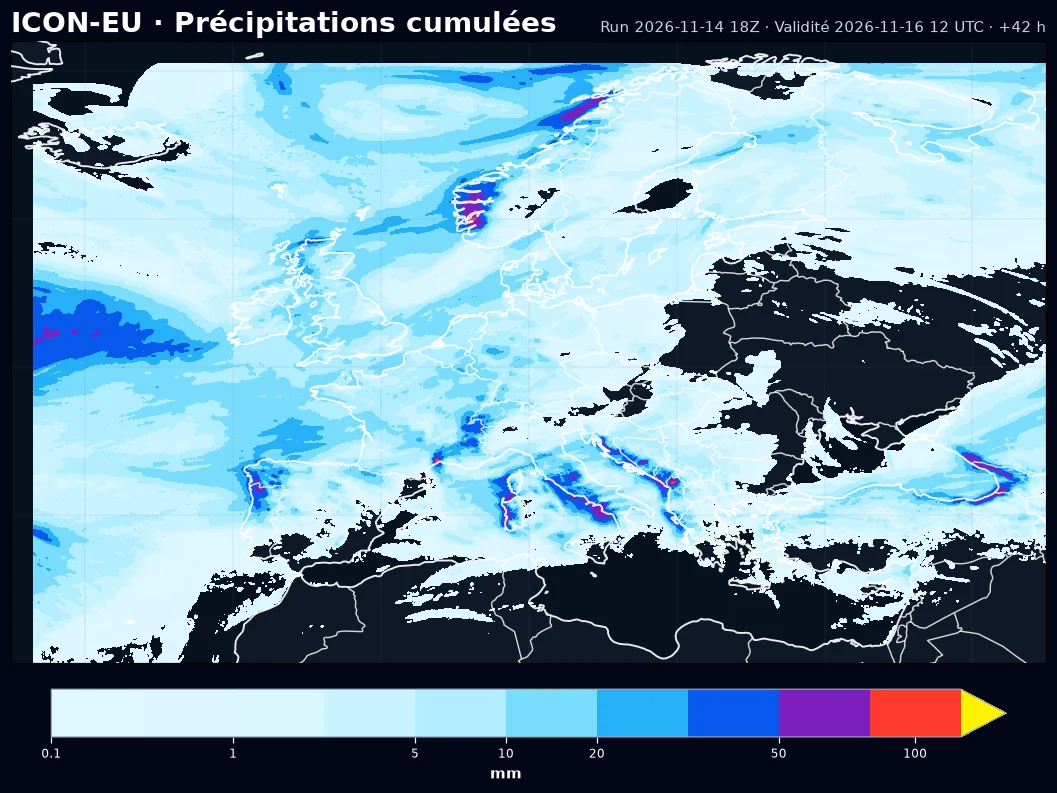 ICON-EU · Précipitations cumulées
Run 2026-11-14 18Z · Validité 2026-11-16 12 UTC · +42 h
0.1 1 5 10 20 50 100
mm